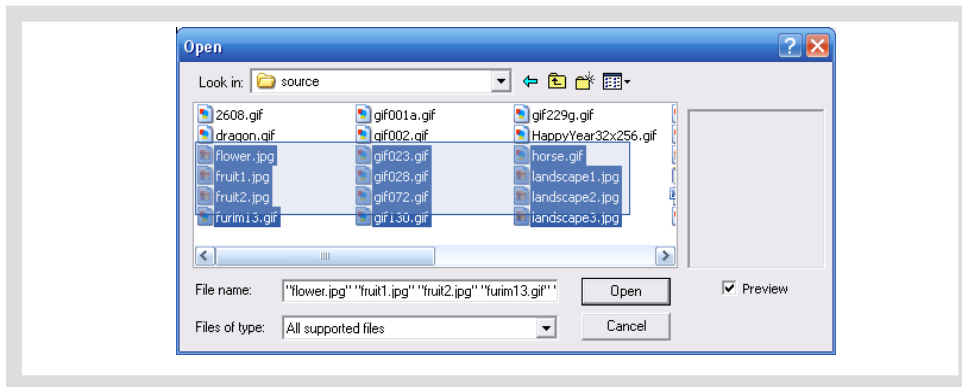 Open
Look in: source
2608.gif gif001a.gif gif229g.gif
dragon.gif gif002.gif HappyYear32x256.gif
flower.jpg gif023.gif horse.gif
fruit1.jpg gif028.gif landscape1.jpg
fruit2.jpg gif072.gif landscape2.jpg
furim13.gif gif130.gif landscape3.jpg
File name: "flower.jpg" "fruit1.jpg" "fruit2.jpg" "furim13.gif" " Open Preview
Files of type: All supported files Cancel